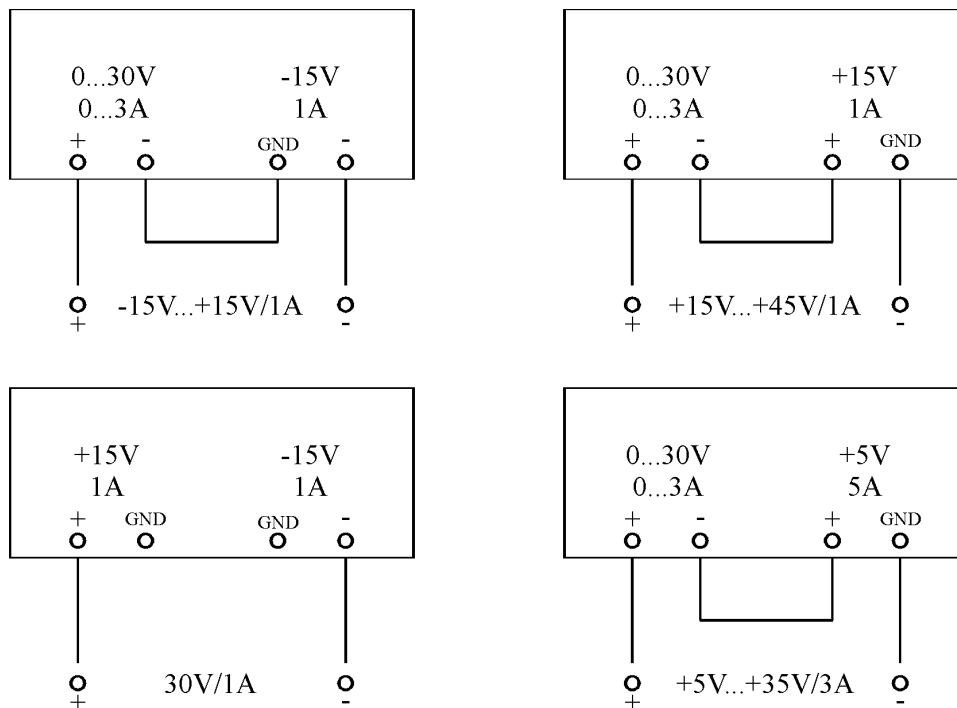 0...30V -15V
0...3A 1A
+ - GND -
-15V...+15V/1A
+ -
0...30V +15V
0...3A 1A
+ - + GND
+15V...+45V/1A
+ -
+15V -15V
1A 1A
+ GND GND -
30V/1A
+ -
0...30V +5V
0...3A 5A
+ - + GND
+5V...+35V/3A
+ -